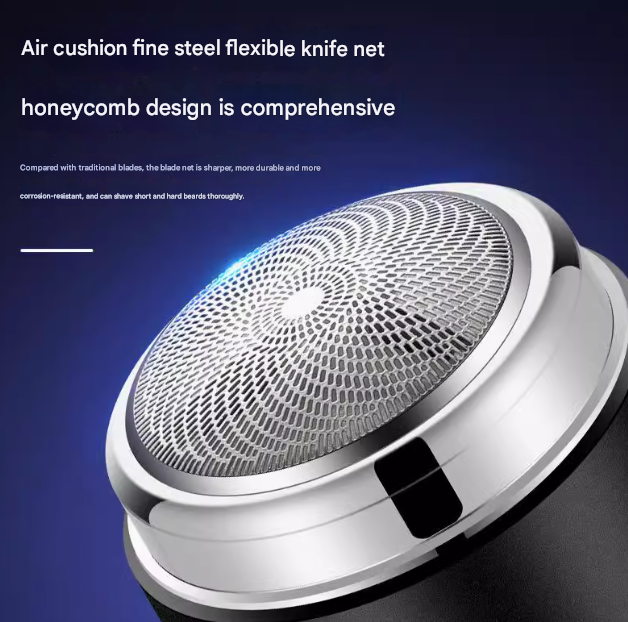 Air cushion fine steel flexible knife net
honeycomb design is comprehensive
Compared with traditional blades, the blade net is sharper, more durable and more
corrosion-resistant, and can shave short and hard beards thoroughly.